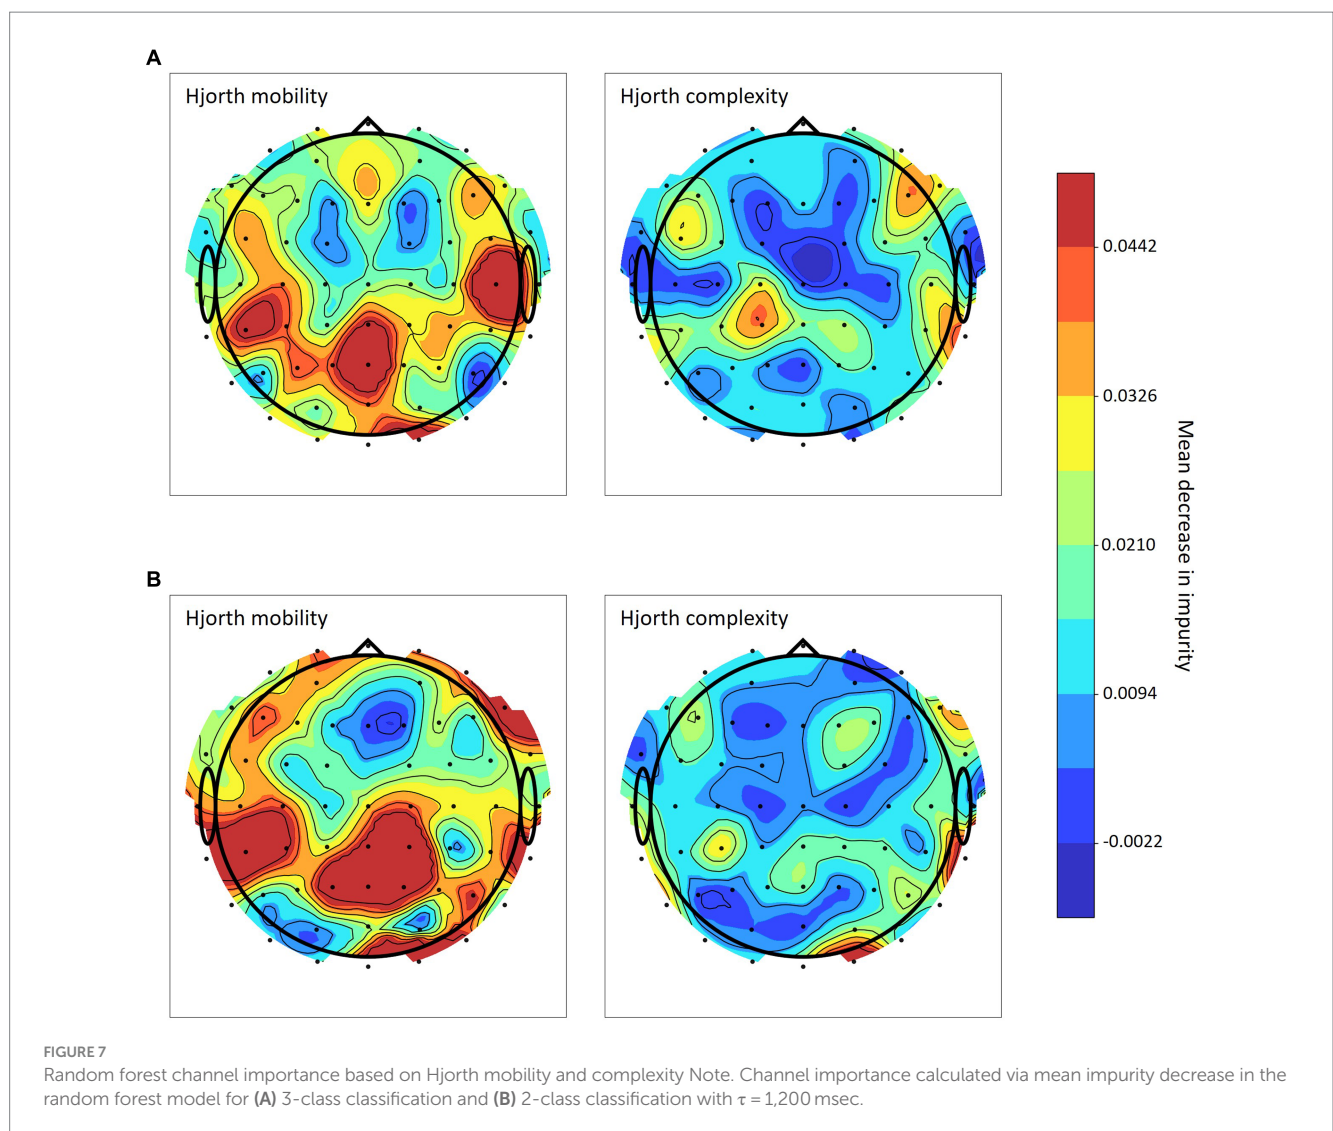 A
Hjorth mobility
Hjorth complexity
0.0442
0.0326
0.0210
0.0094
-0.0022
Mean decrease in impurity
B
Hjorth mobility
Hjorth complexity
FIGURE 7
Random forest channel importance based on Hjorth mobility and complexity Note. Channel importance calculated via mean impurity decrease in the
random forest model for (A) 3-class classification and (B) 2-class classification with τ = 1,200 msec.